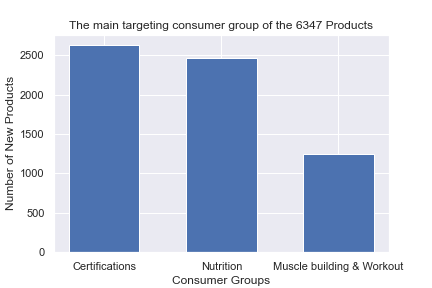 The main targeting consumer group of the 6347 Products
Number of New Products
2500
2000
1500
1000
500
0
Certifications
Nutrition
Muscle building & Workout
Consumer Groups